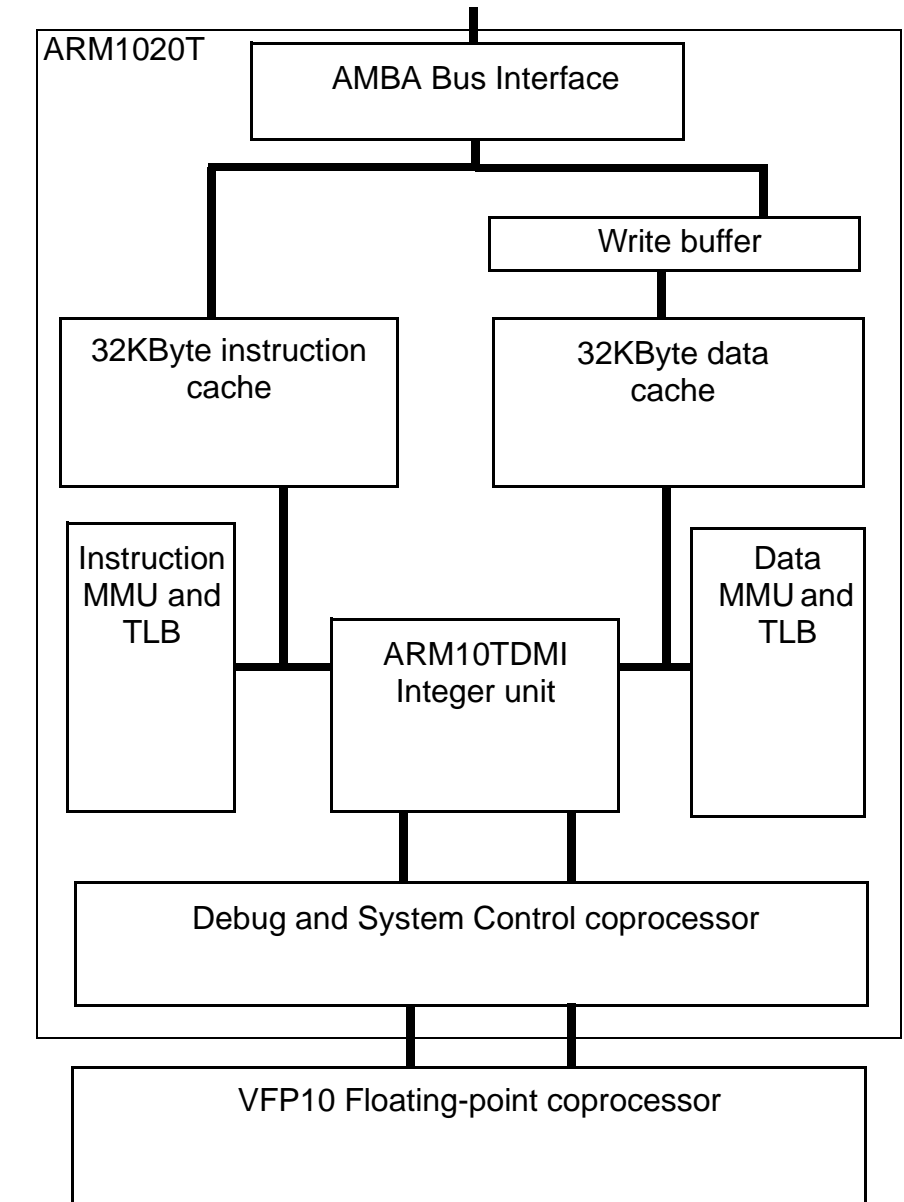 ARM1020T
AMBA Bus Interface
Write buffer
32KByte instruction
cache
32KByte data
cache
Instruction
MMU and
TLB
Data
MMU and
TLB
ARM10TDMI
Integer unit
Debug and System Control coprocessor
VFP10 Floating-point coprocessor